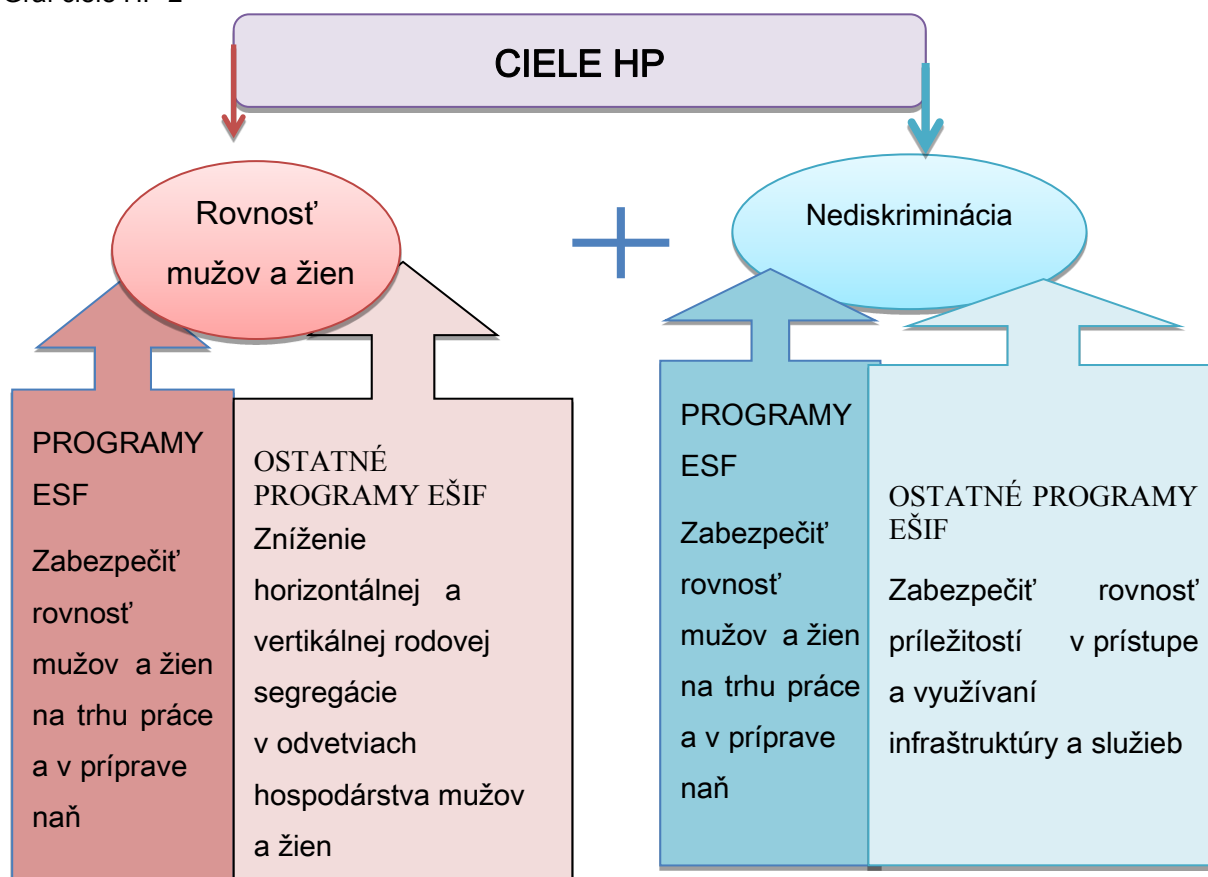 CIELE HP
Rovnosť
mužov a žien
Nediskriminácia
PROGRAMY
ESF
Zabezpečiť
rovnosť
mužov a žien
na trhu práce
a v príprave
naň
OSTATNÉ
PROGRAMY EŠIF
Zníženie
horizontálnej a
vertikálnej rodovej
segregácie
v odvetviach
hospodárstva mužov
a žien
PROGRAMY
ESF
Zabezpečiť
rovnosť
mužov a žien
na trhu práce
a v príprave
naň
OSTATNÉ PROGRAMY
EŠIF
Zabezpečiť rovnosť
príležitostí v prístupe
a využívaní
infraštruktúry a služieb